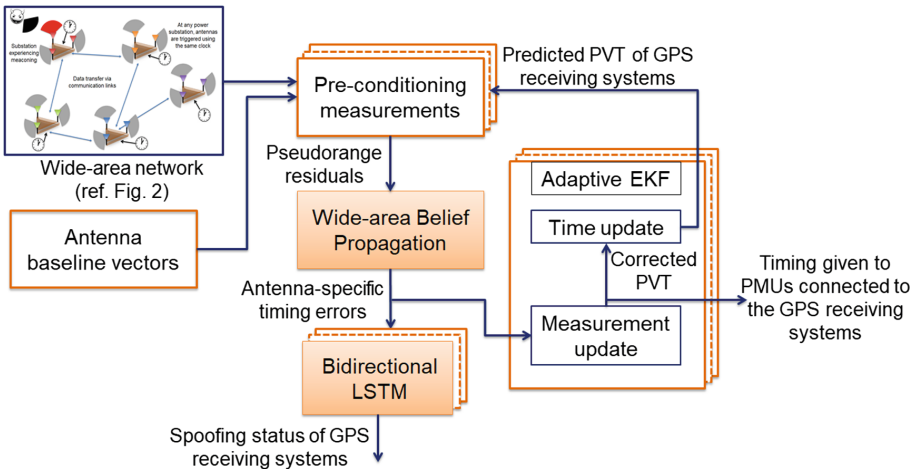 At any power
substation, antennas
are triggered using
the same clock
Substation
experiencing
meaconing
Data transfer via
communication links
Wide-area network
(ref. Fig. 2)
Antenna
baseline vectors
Pre-conditioning
measurements
Predicted PVT of GPS
receiving systems
Pseudorange
residuals
Wide-area Belief
Propagation
Antenna-specific
timing errors
Bidirectional
LSTM
Spoofing status of GPS
receiving systems
Adaptive EKF
Time update
Corrected
PVT
Measurement
update
Timing given to
PMUs connected to
the GPS receiving
systems